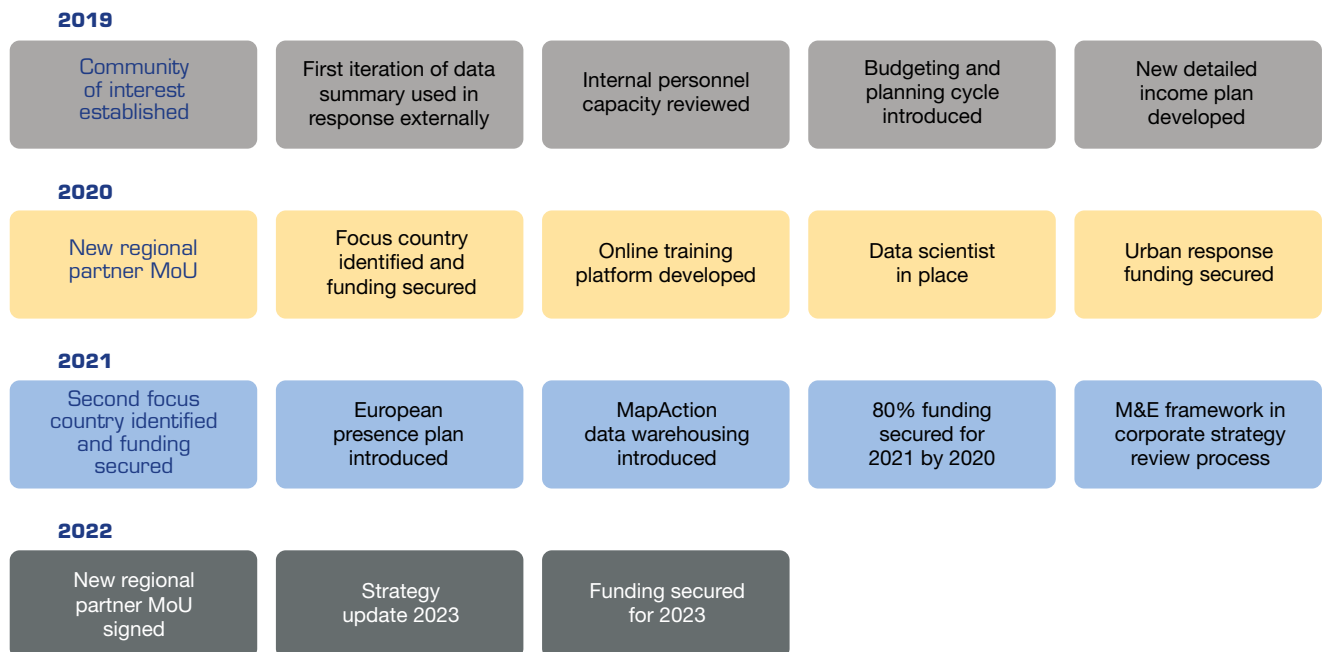 2019
Community
of interest
established
First iteration of data
summary used in
response externally
Internal personnel
capacity reviewed
Budgeting and
planning cycle
introduced
New detailed
income plan
developed
2020
New regional
partner MoU
Focus country
identified and
funding secured
Online training
platform developed
Data scientist
in place
Urban response
funding secured
2021
Second focus
country identified
and funding
secured
European
presence plan
introduced
MapAction
data warehousing
introduced
80% funding
secured for
2021 by 2020
M&E framework in
corporate strategy
review process
2022
New regional
partner MoU
signed
Strategy
update 2023
Funding secured
for 2023